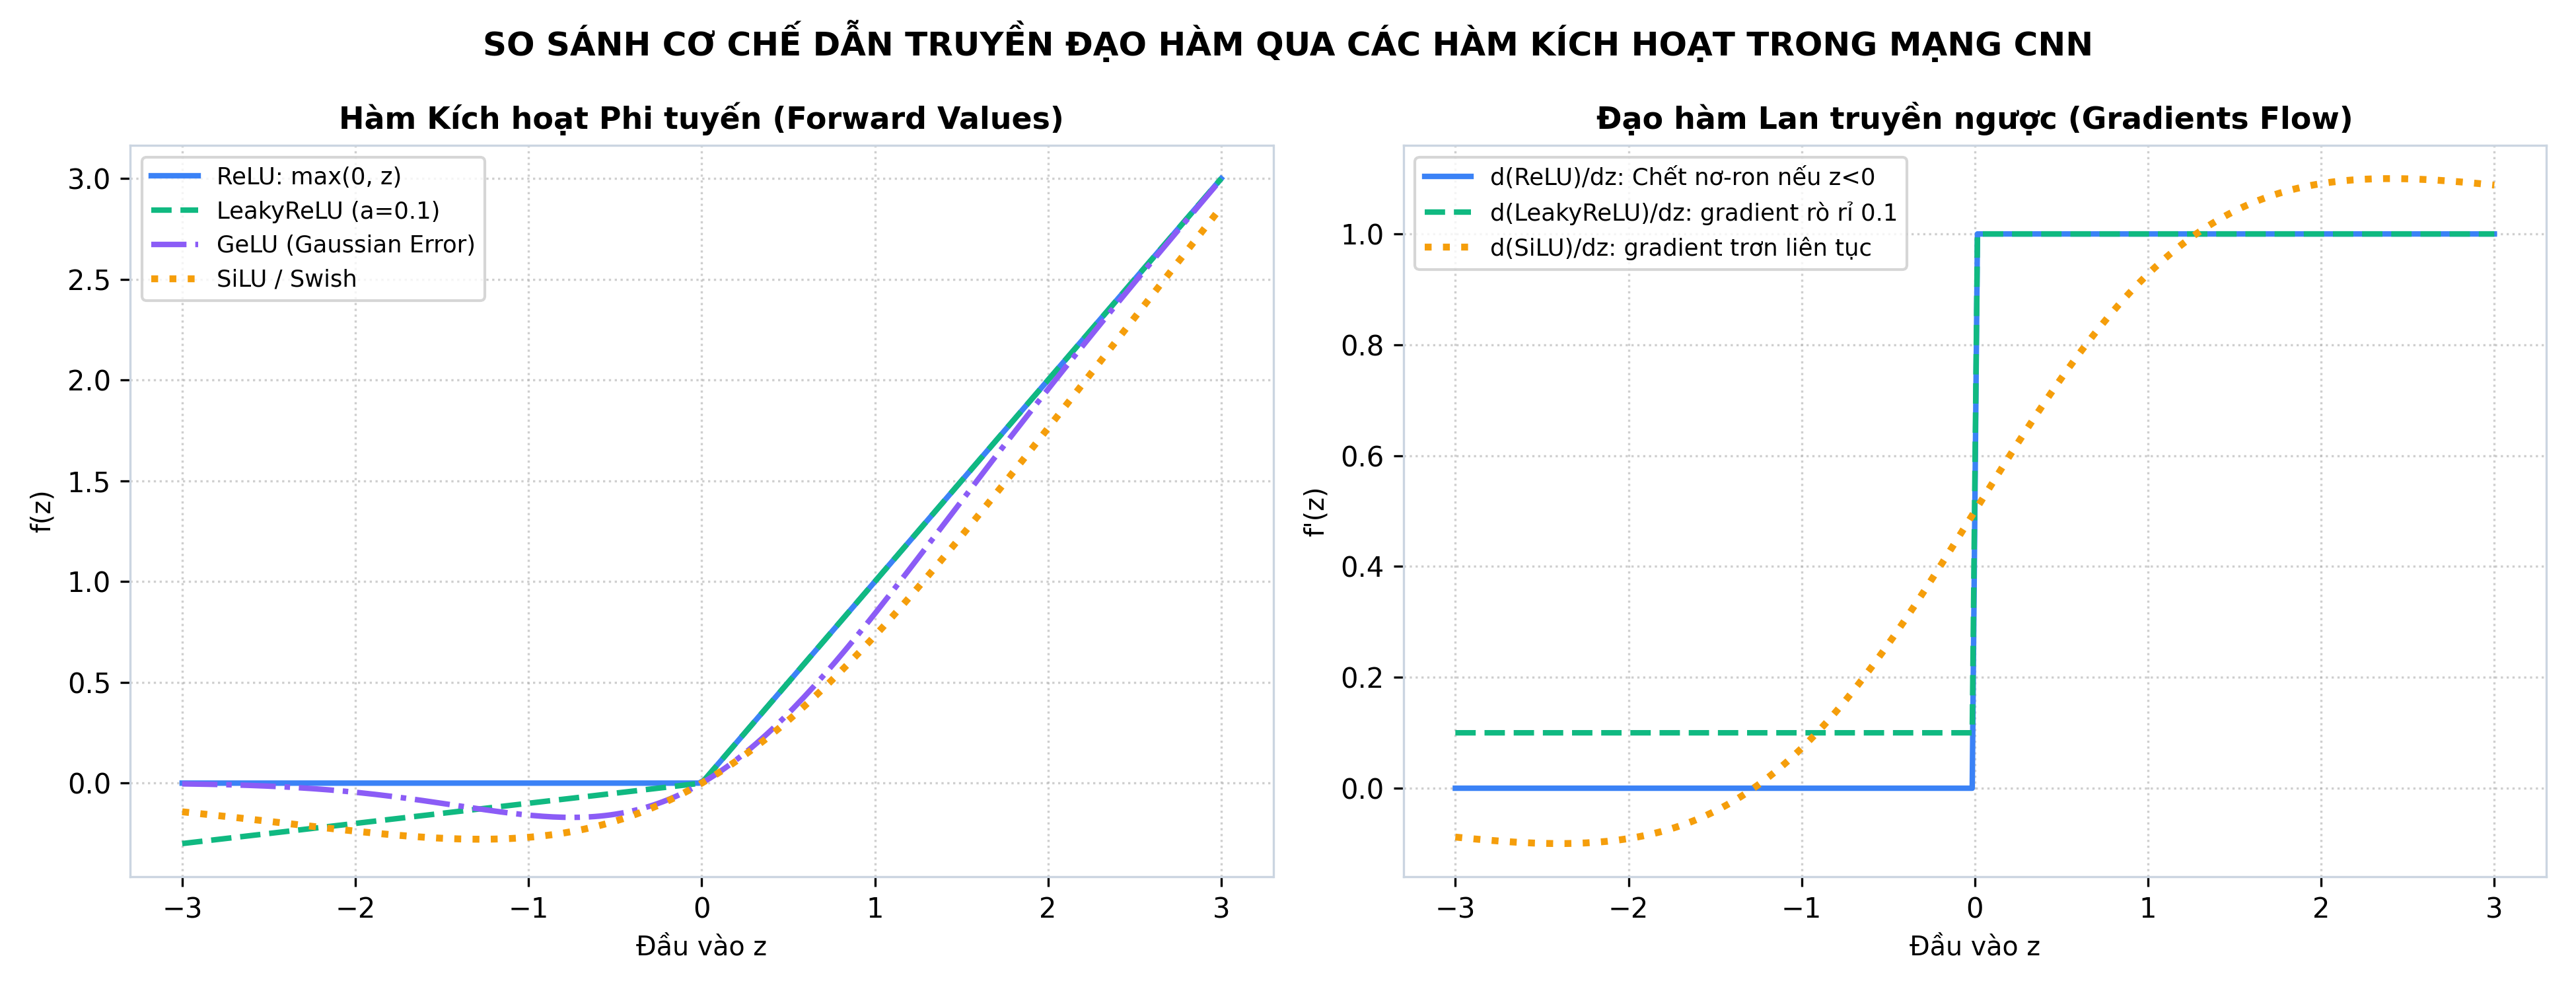 SO SÁNH CƠ CHẾ DẪN TRUYỀN ĐẠO HÀM QUA CÁC HÀM KÍCH HOẠT TRONG MẠNG CNN
Hàm Kích hoạt Phi tuyến (Forward Values)
ReLU: max(0, z)
LeakyReLU (a=0.1)
GeLU (Gaussian Error)
SiLU / Swish
3.0
2.5
2.0
1.5
1.0
0.5
0.0
f(z)
−3 −2 −1 0 1 2 3
Đầu vào z
Đạo hàm Lan truyền ngược (Gradients Flow)
d(ReLU)/dz: Chết nơ-ron nếu z<0
d(LeakyReLU)/dz: gradient rò rỉ 0.1
d(SiLU)/dz: gradient trơn liên tục
1.0
0.8
0.6
0.4
0.2
0.0
f'(z)
−3 −2 −1 0 1 2 3
Đầu vào z